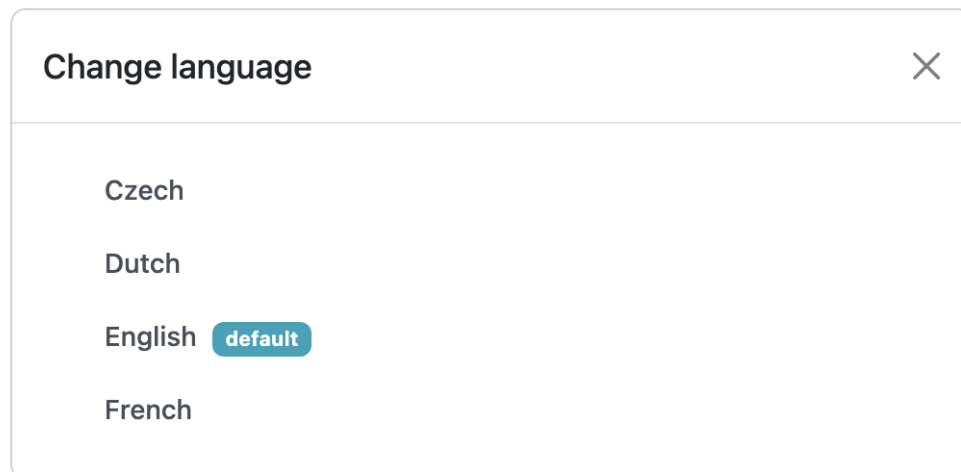 Change language
Czech
Dutch
English default
French